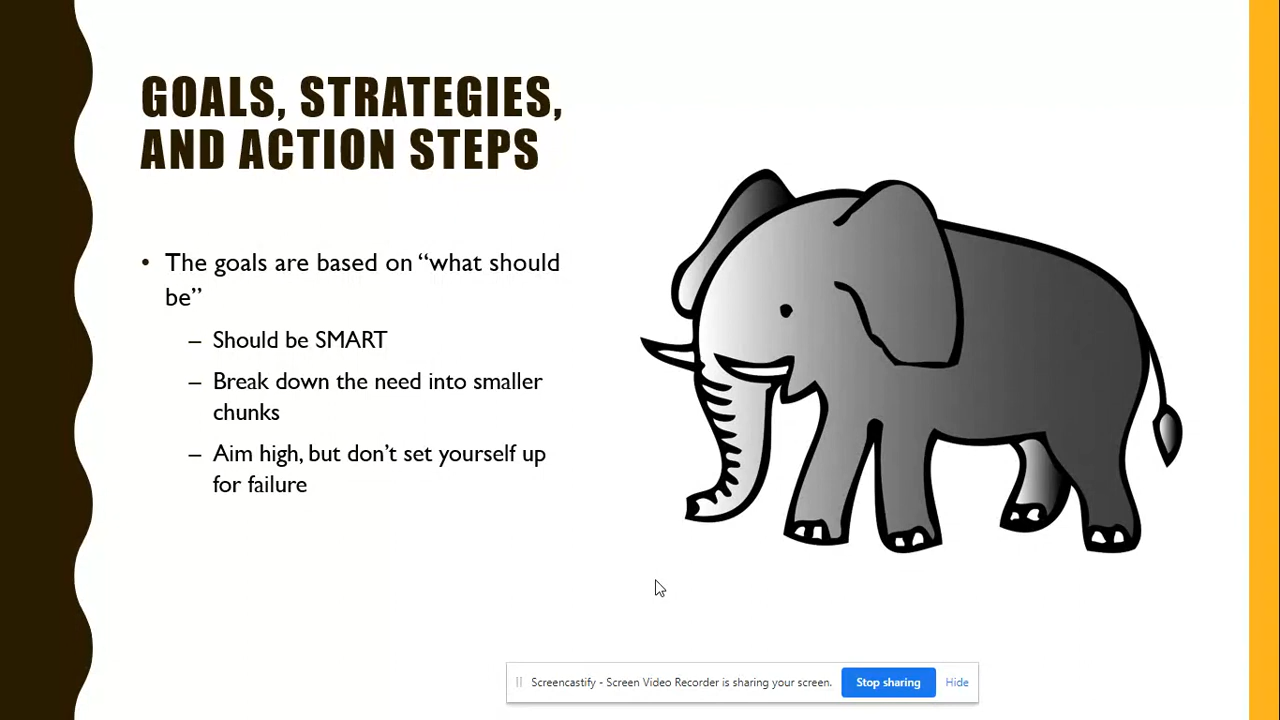 GOALS, STRATEGIES,
AND ACTION STEPS
• The goals are based on “what should
be”
– Should be SMART
– Break down the need into smaller
chunks
– Aim high, but don’t set yourself up
for failure
Screencastify - Screen Video Recorder is sharing your screen. Stop sharing Hide